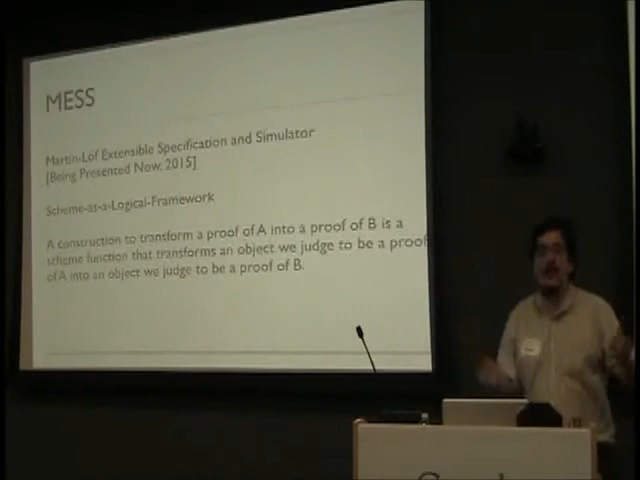 MESS
Martin-Löf Extensible Specification and Simulator
[Being Presented Now, 2015]
Scheme-as-a-Logical-Framework
A construction to transform a proof of A into a proof of B is a
scheme function that transforms an object we judge to be a proof
of A into an object we judge to be a proof of B.